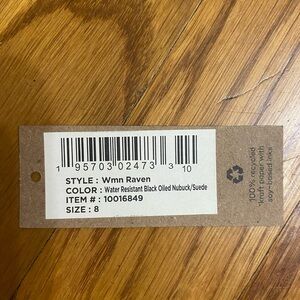 1 95703 02473 3 10
STYLE : Wmn Raven
COLOR : Water Resistant Black Oiled Nubuck/Suede
ITEM # : 10016849
SIZE : 8
100% recycled
kraft paper with
soy-based inks